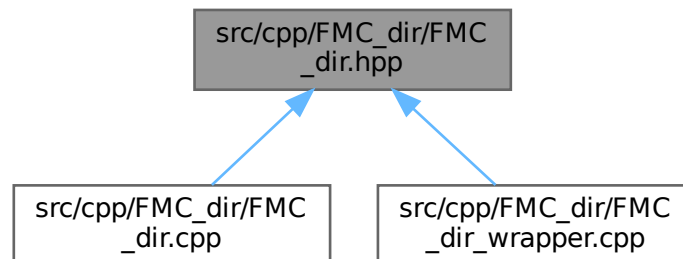 src/cpp/FMC_dir/FMC
_dir.hpp
src/cpp/FMC_dir/FMC
_dir.cpp
src/cpp/FMC_dir/FMC
_dir_wrapper.cpp